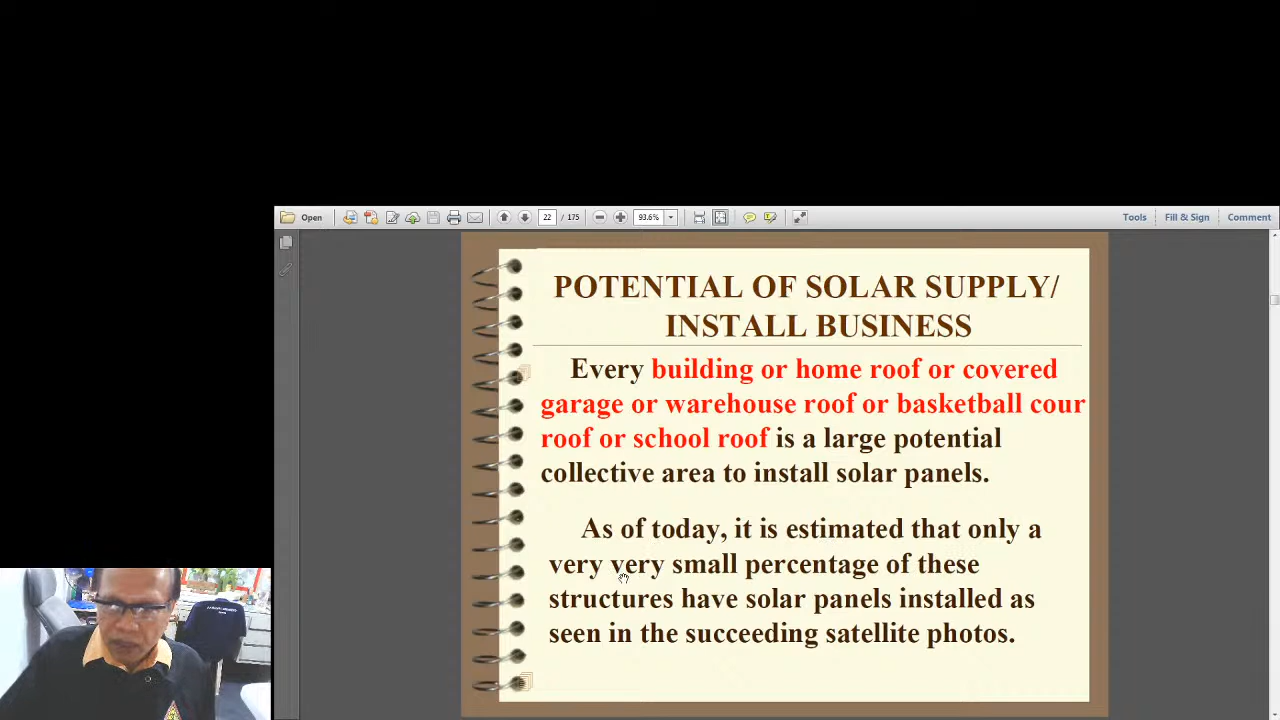 Open
22 / 175
93.6%
Tools
Fill & Sign
Comment
POTENTIAL OF SOLAR SUPPLY/
INSTALL BUSINESS
Every building or home roof or covered
garage or warehouse roof or basketball cour
roof or school roof is a large potential
collective area to install solar panels.
As of today, it is estimated that only a
very very small percentage of these
structures have solar panels installed as
seen in the succeeding satellite photos.